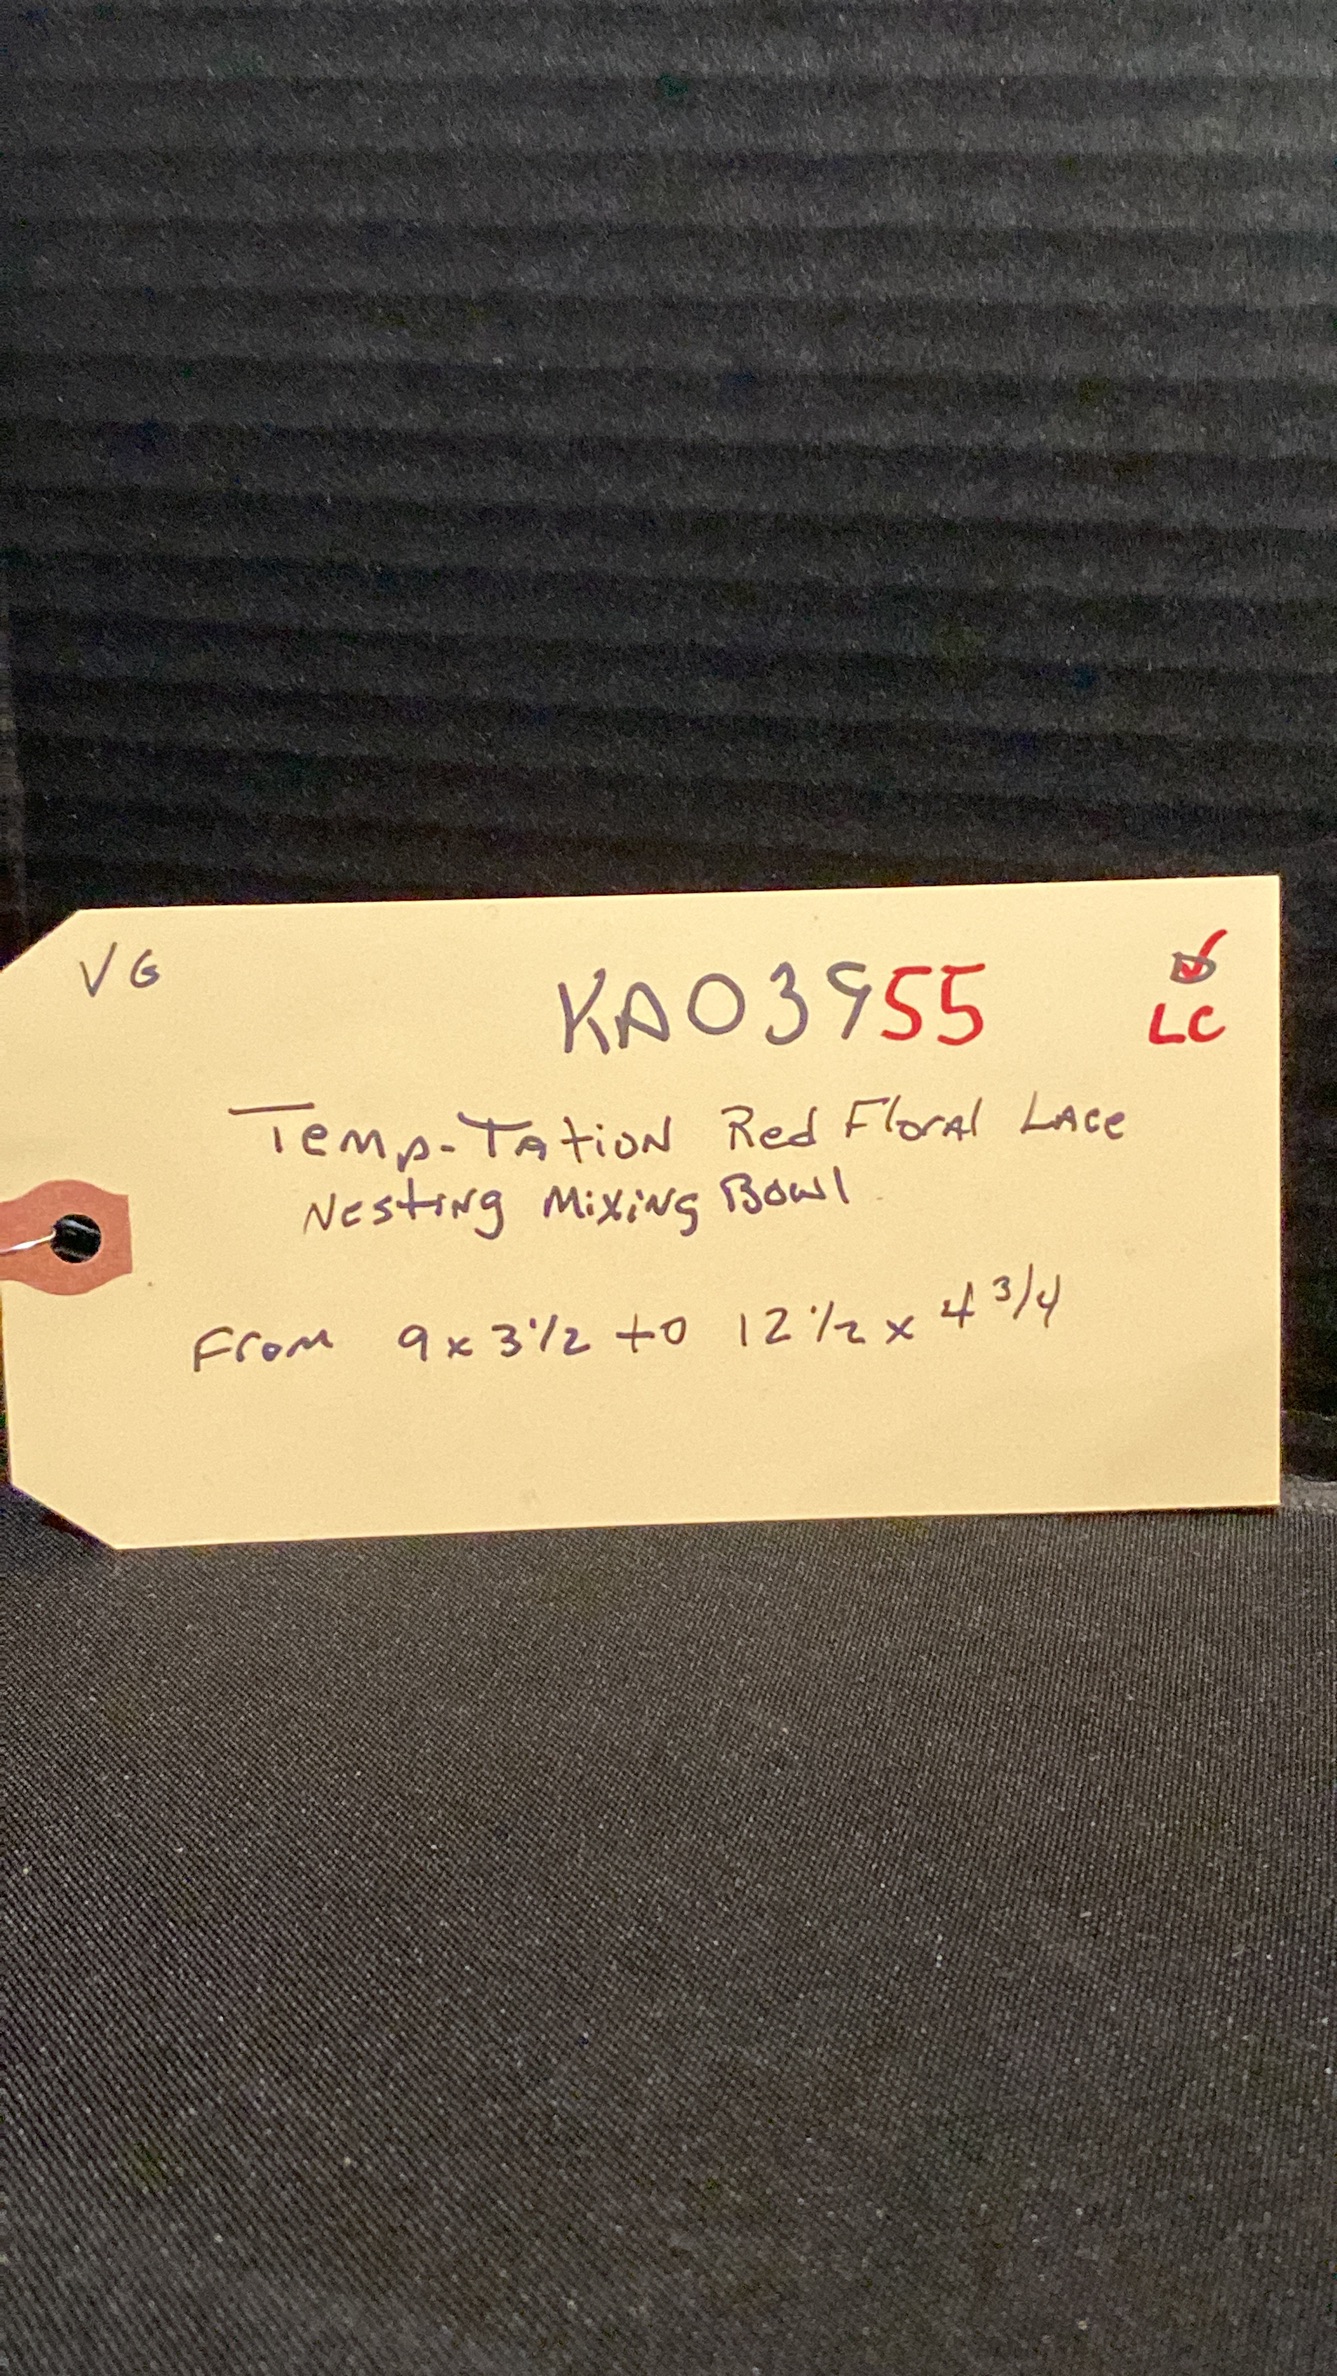 VG KA03955 LC
Temp-Tation Red Floral Lace
Nesting Mixing Bowl
From 9 x 3 1/2 to 12 1/2 x 4 3/4